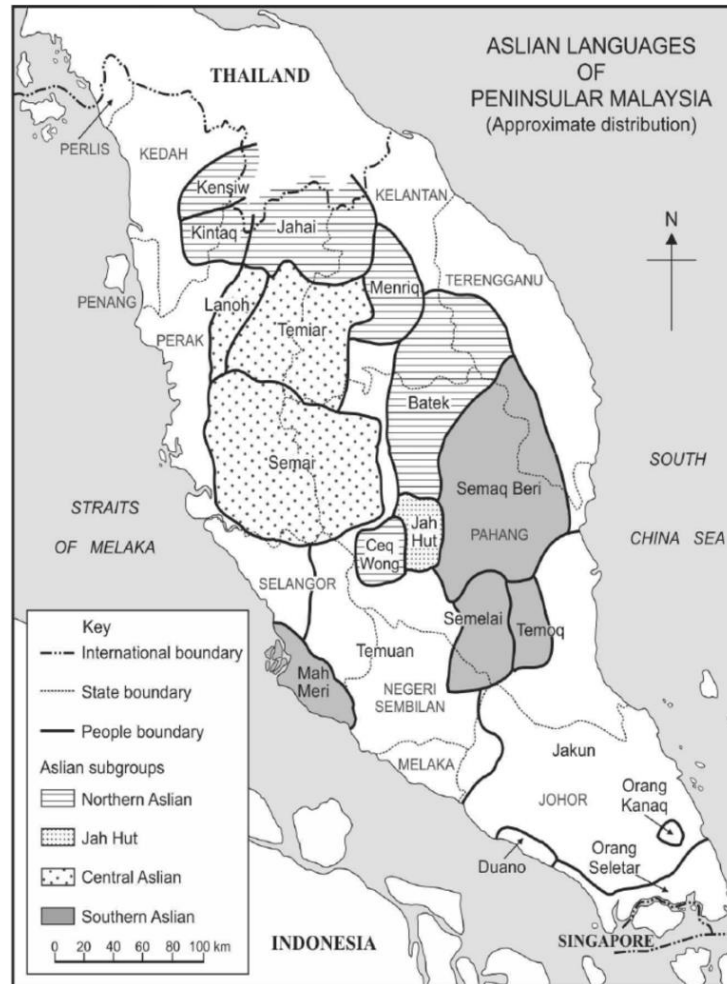 ASLIAN LANGUAGES
OF
PENINSULAR MALAYSIA
(Approximate distribution)
THAILAND
PERLIS
KEDAH
Kensiw
KELANTAN
N
Kintaq
Jahai
PENANG
Lanoh
Menriq
TERENGGANU
PERAK
Temiar
Batek
Semai
Semaq Beri
SOUTH
STRAITS
OF MELAKA
Jah
Hut
PAHANG
CHINA SEA
Ceq
Wong
SELANGOR
Semelai
Temoq
Temuan
Mah
Meri
NEGERI
SEMBILAN
MELAKA
Jakun
JOHOR
Orang
Kanaq
Orang
Seletar
Duano
SINGAPORE
INDONESIA
Key
International boundary
State boundary
People boundary
Aslian subgroups
Northern Aslian
Jah Hut
Central Aslian
Southern Aslian
0 20 40 60 80 100 km